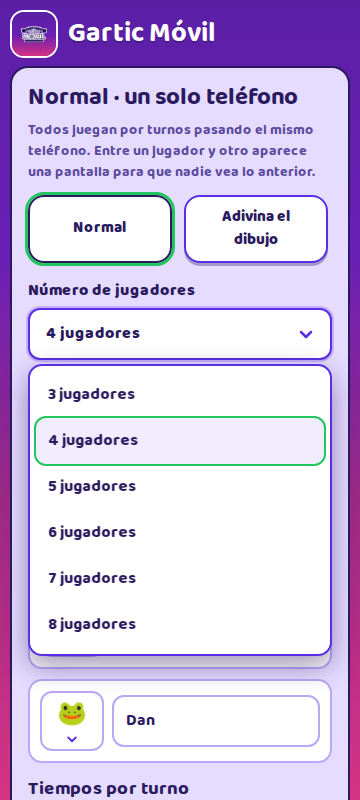 Gartic Móvil
Normal · un solo teléfono
Todos juegan por turnos pasando el mismo
teléfono. Entre un jugador y otro aparece
una pantalla para que nadie vea lo anterior.
Normal
Adivina el
dibujo
Número de jugadores
4 jugadores
3 jugadores
4 jugadores
5 jugadores
6 jugadores
7 jugadores
8 jugadores
Dan
Tiempos por turno